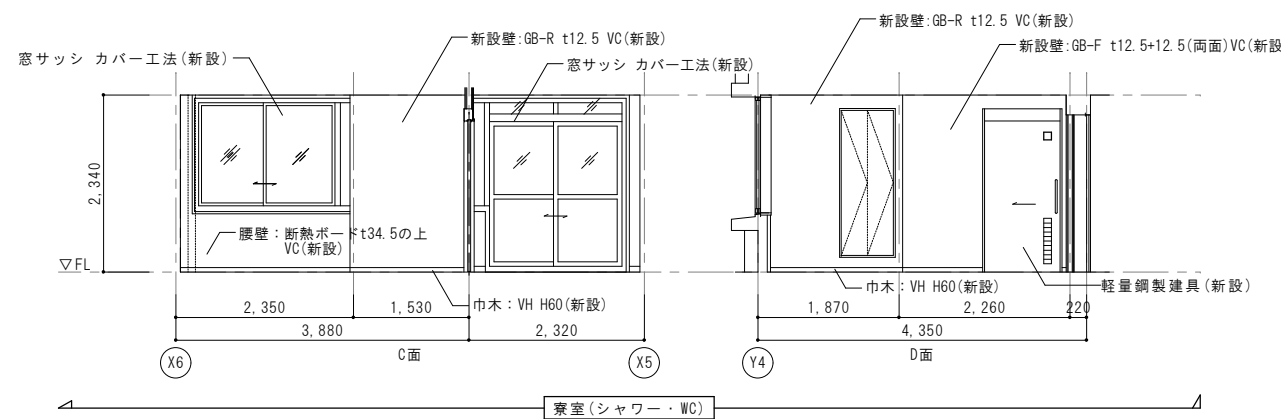 新設壁:GB-R t12.5 VC(新設)
窓サッシ カバー工法(新設)
窓サッシ カバー工法(新設)
腰壁:断熱ボードt34.5の上
VC(新設)
2,340
▽FL
巾木:VH H60(新設)
2,350
1,530
3,880
2,320
C面
X6
X5
新設壁:GB-R t12.5 VC(新設)
新設壁:GB-F t12.5+12.5(両面)VC(新設
巾木:VH H60(新設)
軽量鋼製建具(新設)
1,870
2,260
220
4,350
D面
Y4
寮室(シャワー・WC)